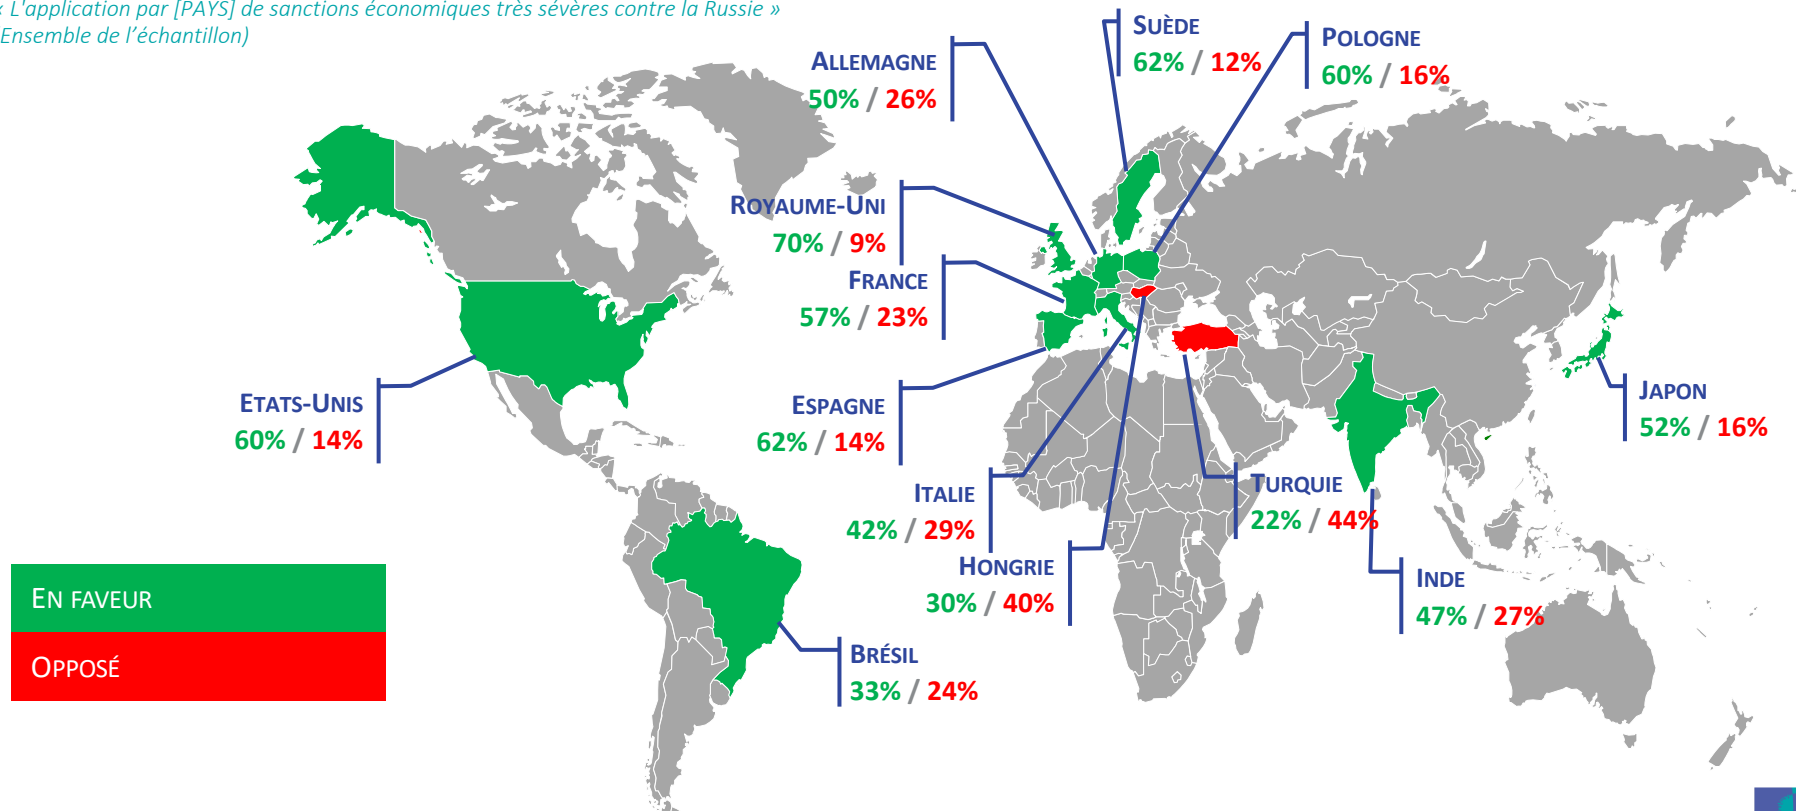 « L'application par [PAYS] de sanctions économiques très sévères contre la Russie »
(Ensemble de l’échantillon)
SUÈDE
62% / 12%
POLOGNE
60% / 16%
ALLEMAGNE
50% / 26%
ROYAUME-UNI
70% / 9%
FRANCE
57% / 23%
ETATS-UNIS
60% / 14%
ESPAGNE
62% / 14%
JAPON
52% / 16%
ITALIE
42% / 29%
TURQUIE
22% / 44%
HONGRIE
30% / 40%
INDE
47% / 27%
EN FAVEUR
OPPOSÉ
BRÉSIL
33% / 24%